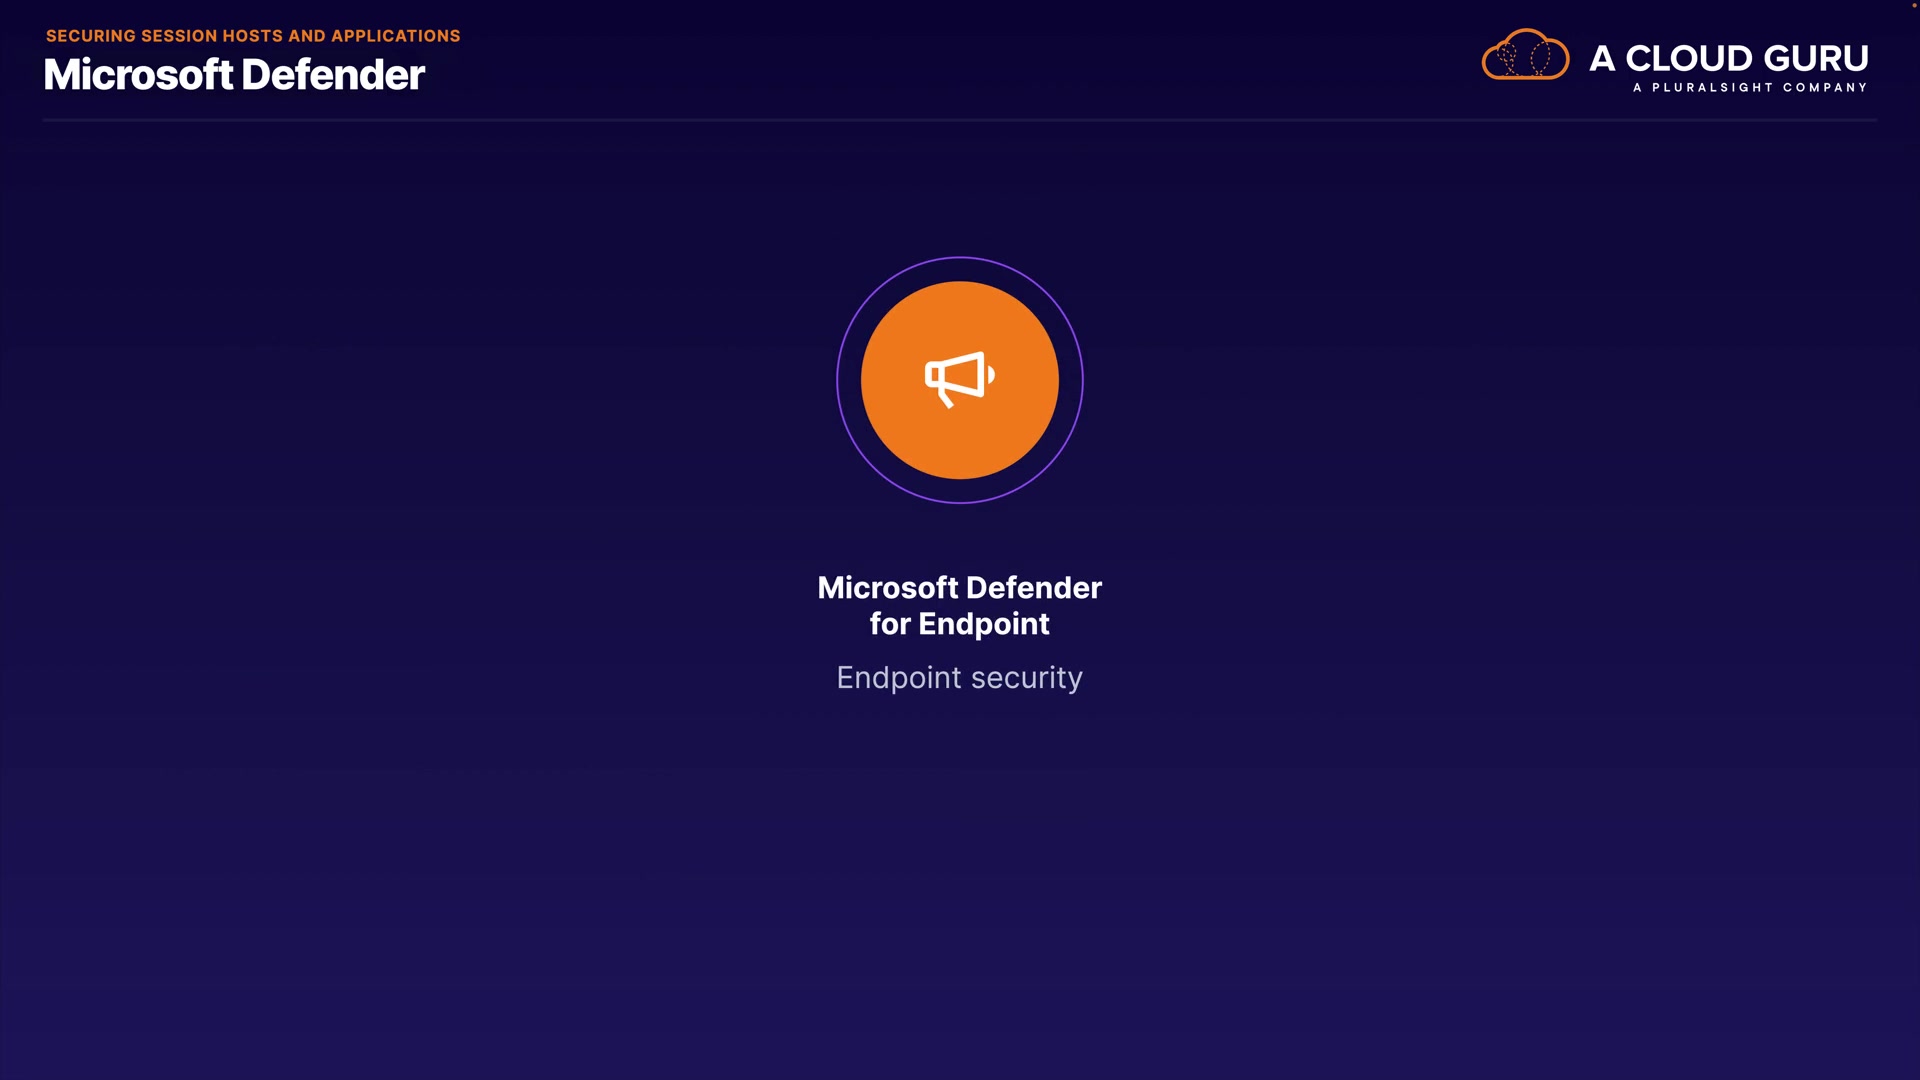 SECURING SESSION HOSTS AND APPLICATIONS
Microsoft Defender
A CLOUD GURU
A PLURALSIGHT COMPANY
Microsoft Defender
for Endpoint
Endpoint security